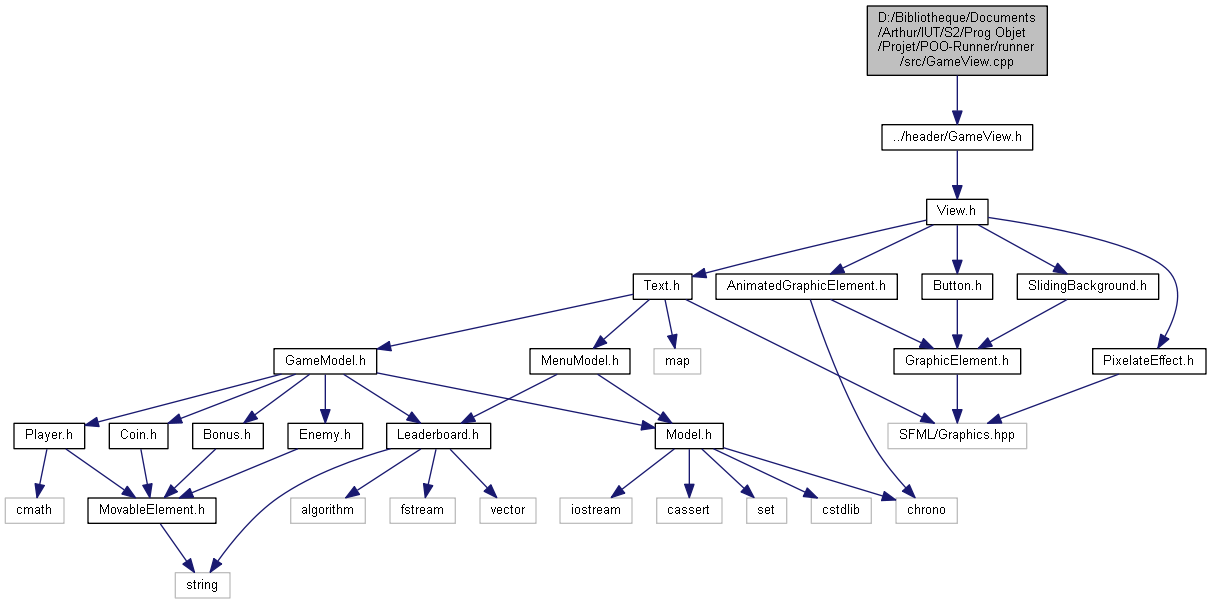 D:/Bibliotheque/Documents
/Arthur/IUT/S2/Prog Objet
/Projet/POO-Runner/runner
/src/GameView.cpp
../header/GameView.h
View.h
Text.h
AnimatedGraphicElement.h
Button.h
SlidingBackground.h
GameModel.h
MenuModel.h
map
GraphicElement.h
PixelateEffect.h
Player.h
Coin.h
Bonus.h
Enemy.h
Leaderboard.h
Model.h
SFML/Graphics.hpp
cmath
MovableElement.h
algorithm
fstream
vector
iostream
cassert
set
cstdlib
chrono
string